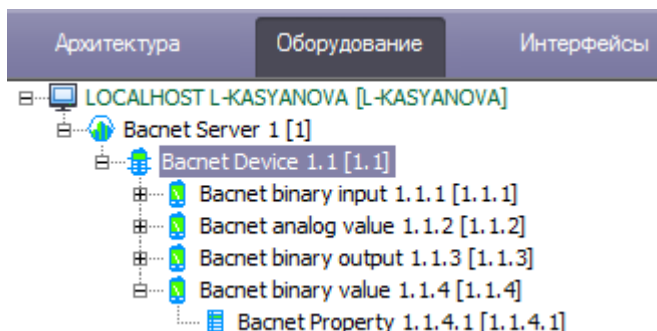 Архитектура Оборудование Интерфейсы
LOCALHOST L-KASYANOVA [L-KASYANOVA]
Bacnet Server 1 [1]
Bacnet Device 1.1 [1.1]
Bacnet binary input 1.1.1 [1.1.1]
Bacnet analog value 1.1.2 [1.1.2]
Bacnet binary output 1.1.3 [1.1.3]
Bacnet binary value 1.1.4 [1.1.4]
Bacnet Property 1.1.4.1 [1.1.4.1]